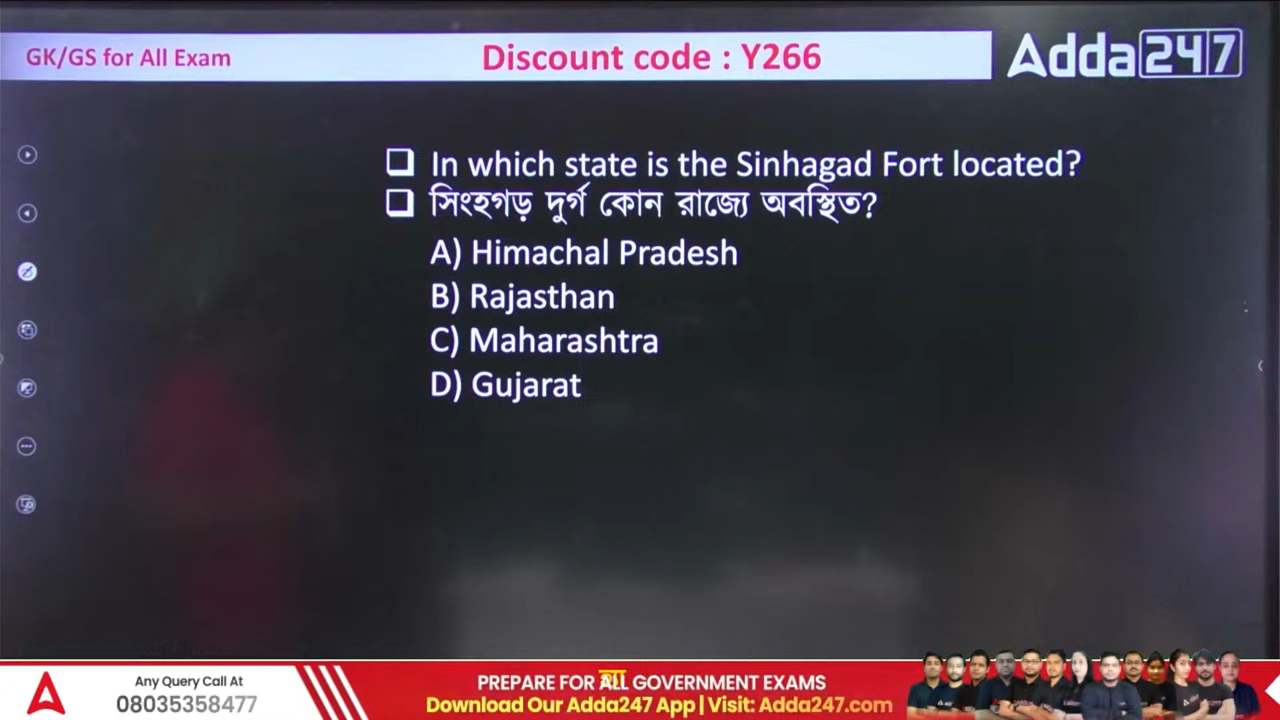 GK/GS for All Exam
Discount code : Y266
Adda247
In which state is the Sinhagad Fort located?
সিংহগড় দুর্গ কোন রাজ্যে অবস্থিত?
A) Himachal Pradesh
B) Rajasthan
C) Maharashtra
D) Gujarat
Any Query Call At
08035358477
PREPARE FOR ALL GOVERNMENT EXAMS
Download Our Adda247 App | Visit: Adda247.com